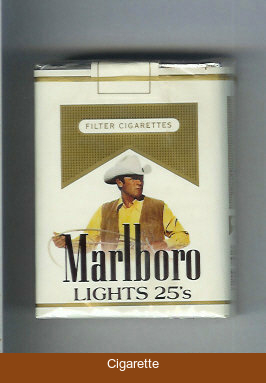 FILTER CIGARETTES
Marlboro
LIGHTS 25's
Cigarette